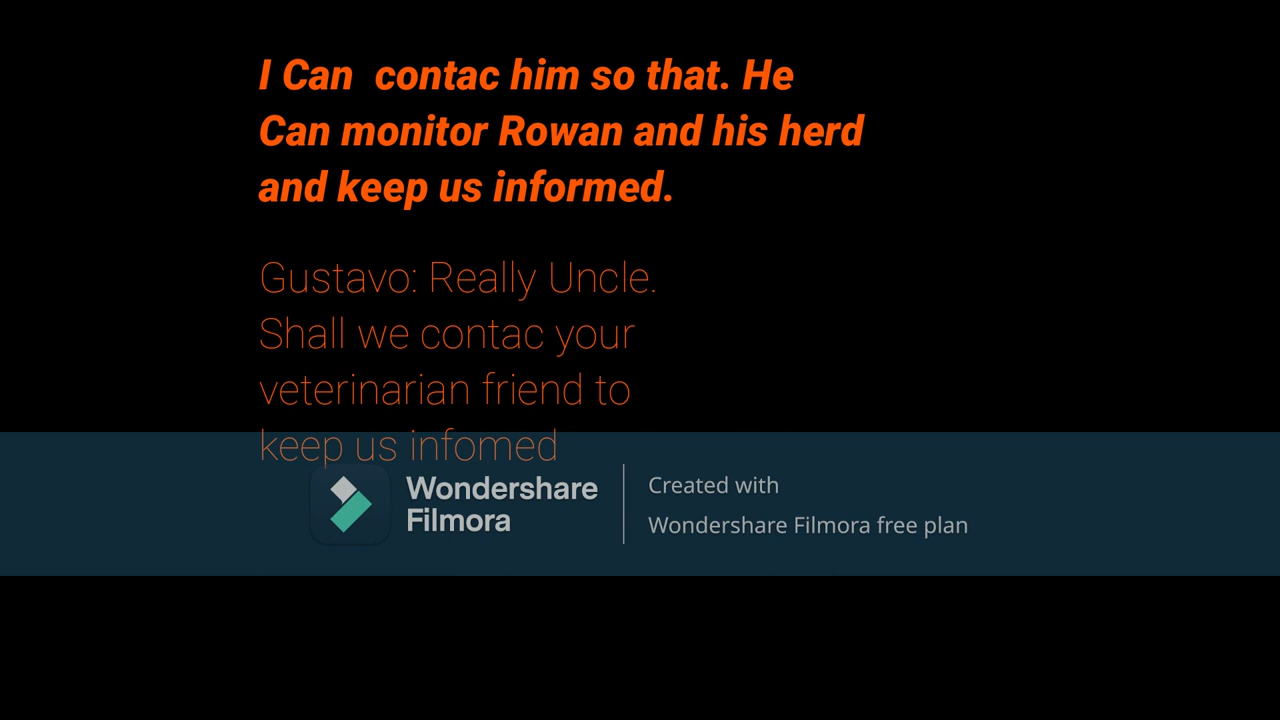 I Can  contac him so that. He
Can monitor Rowan and his herd
and keep us informed.
Gustavo: Really Uncle.
Shall we contac your
veterinarian friend to
keep us infomed
Wondershare
Filmora
Created with
Wondershare Filmora free plan